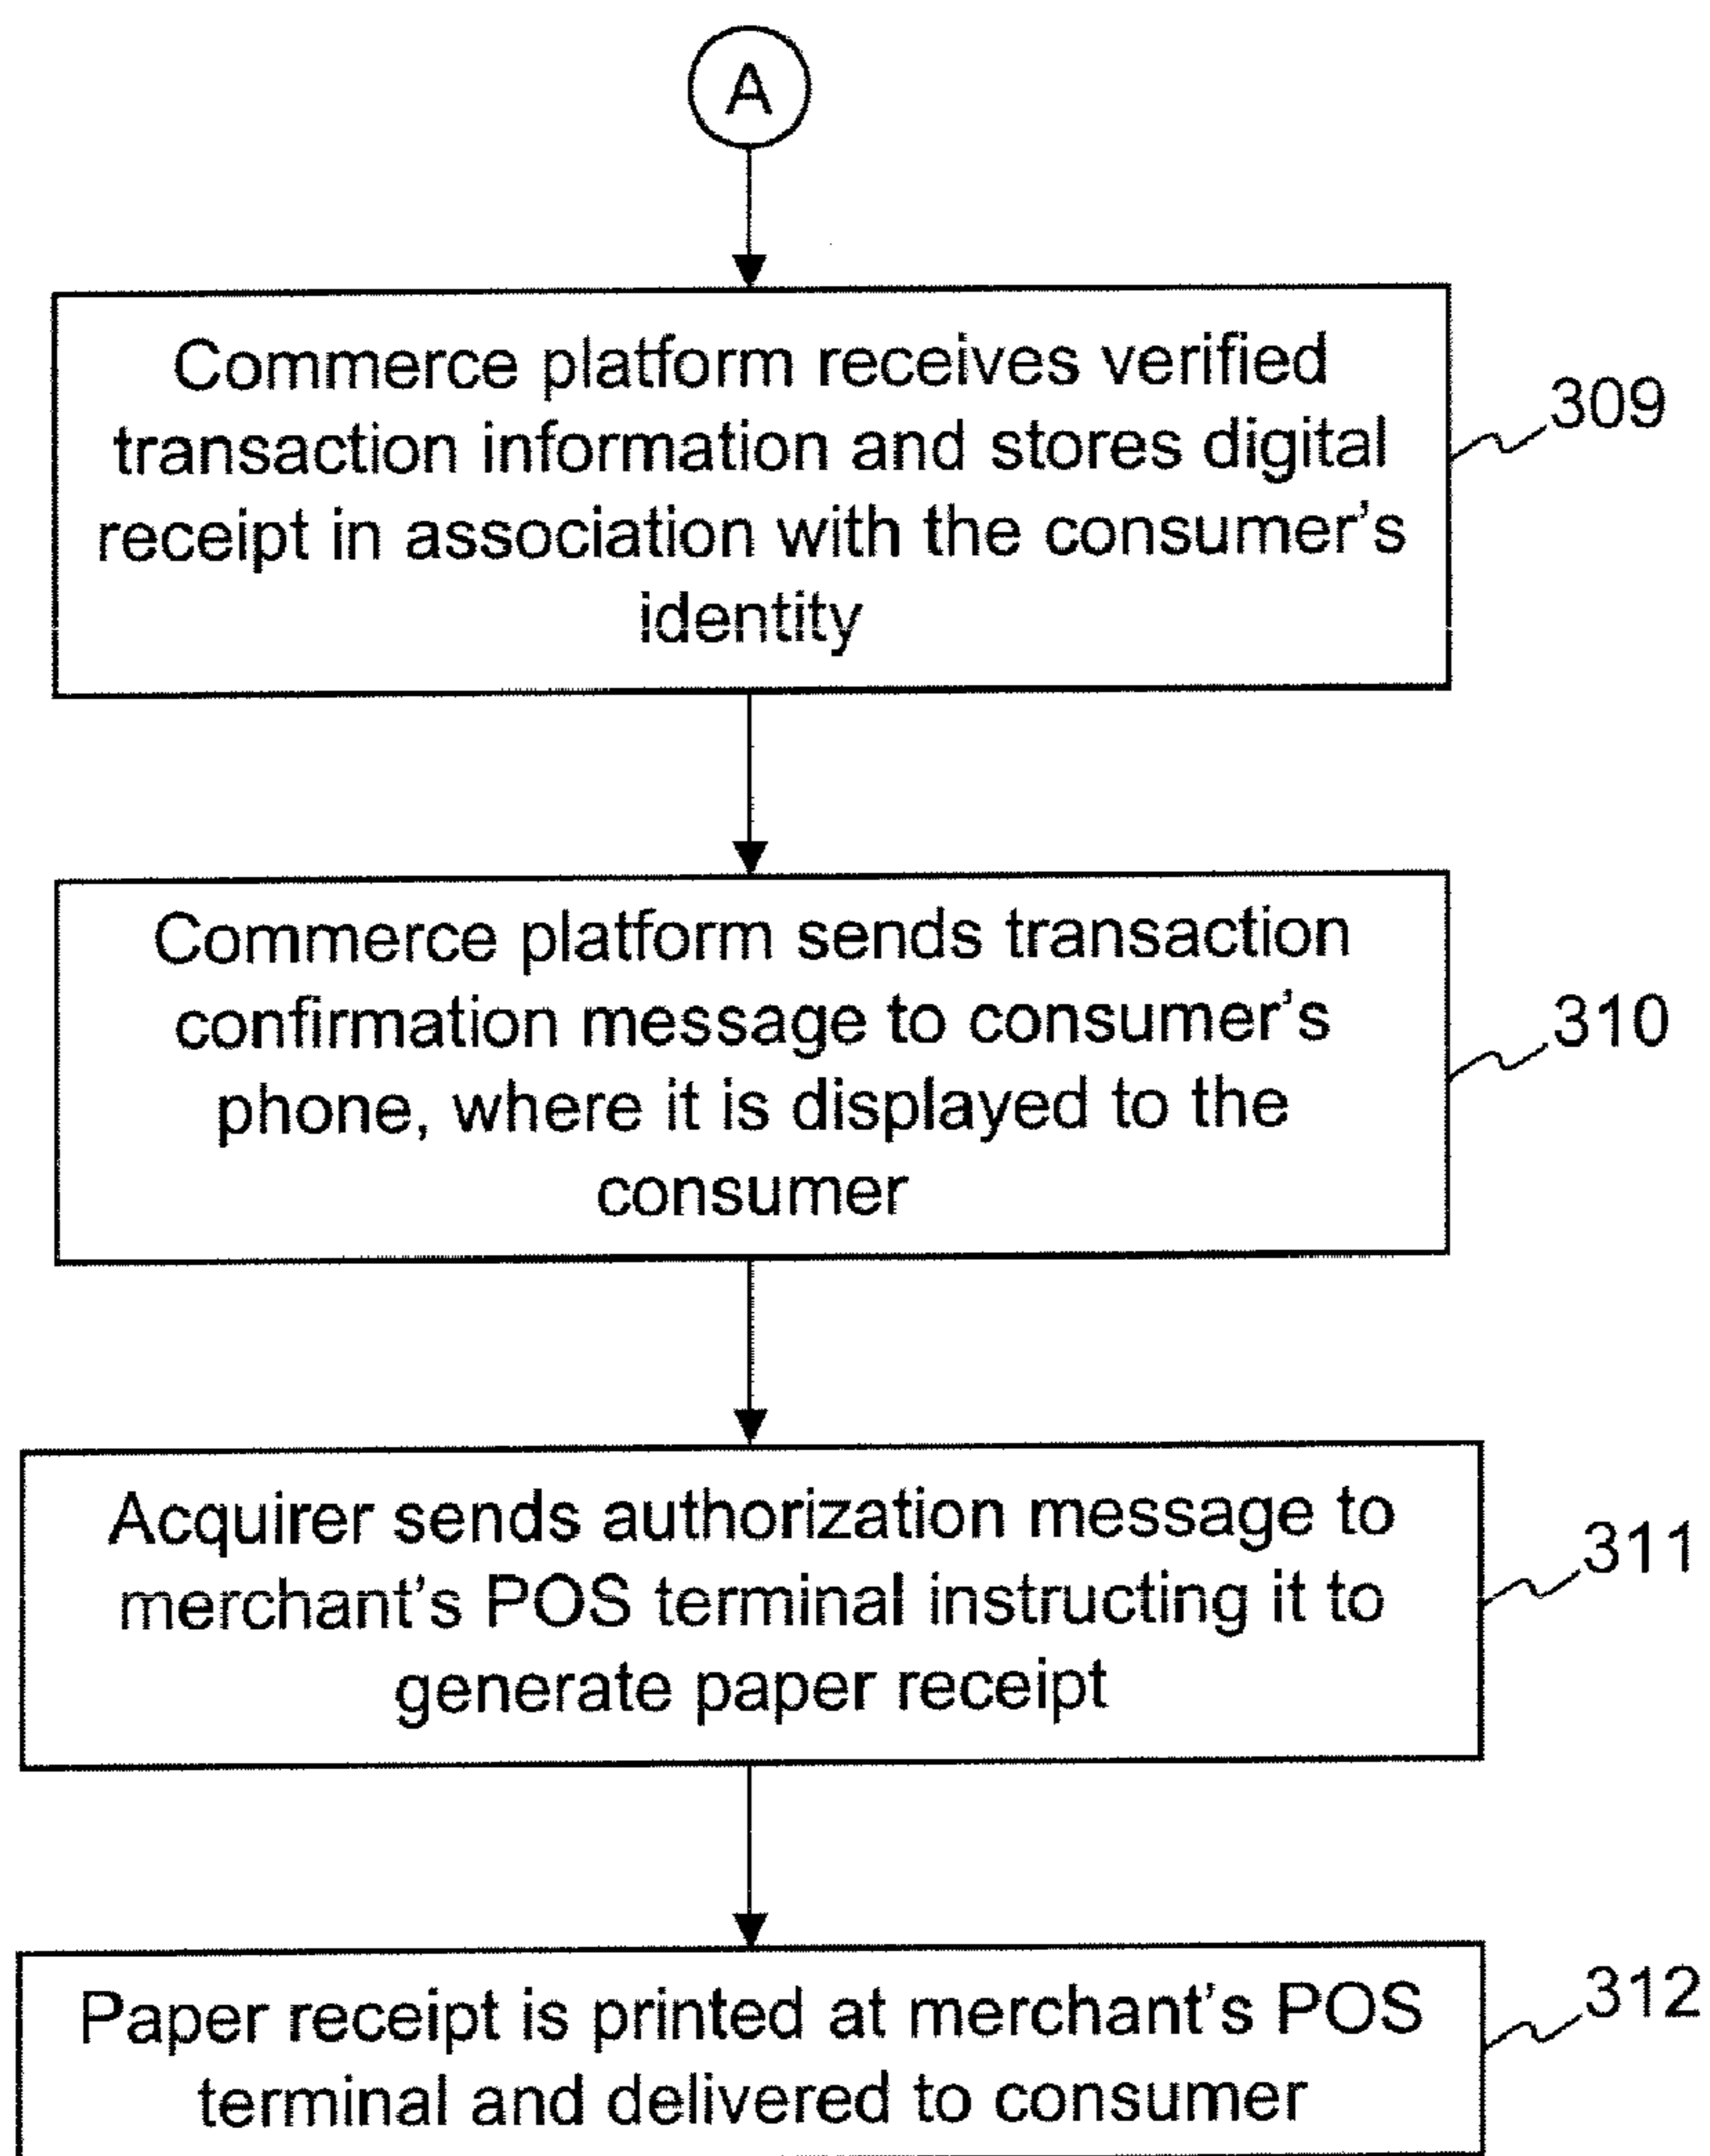 A
Commerce platform receives verified
transaction information and stores digital
receipt in association with the consumer's
identity
309
Commerce platform sends transaction
confirmation message to consumer's
phone, where it is displayed to the
consumer
310
Acquirer sends authorization message to
merchant's POS terminal instructing it to
generate paper receipt
311
Paper receipt is printed at merchant's POS
terminal and delivered to consumer
312